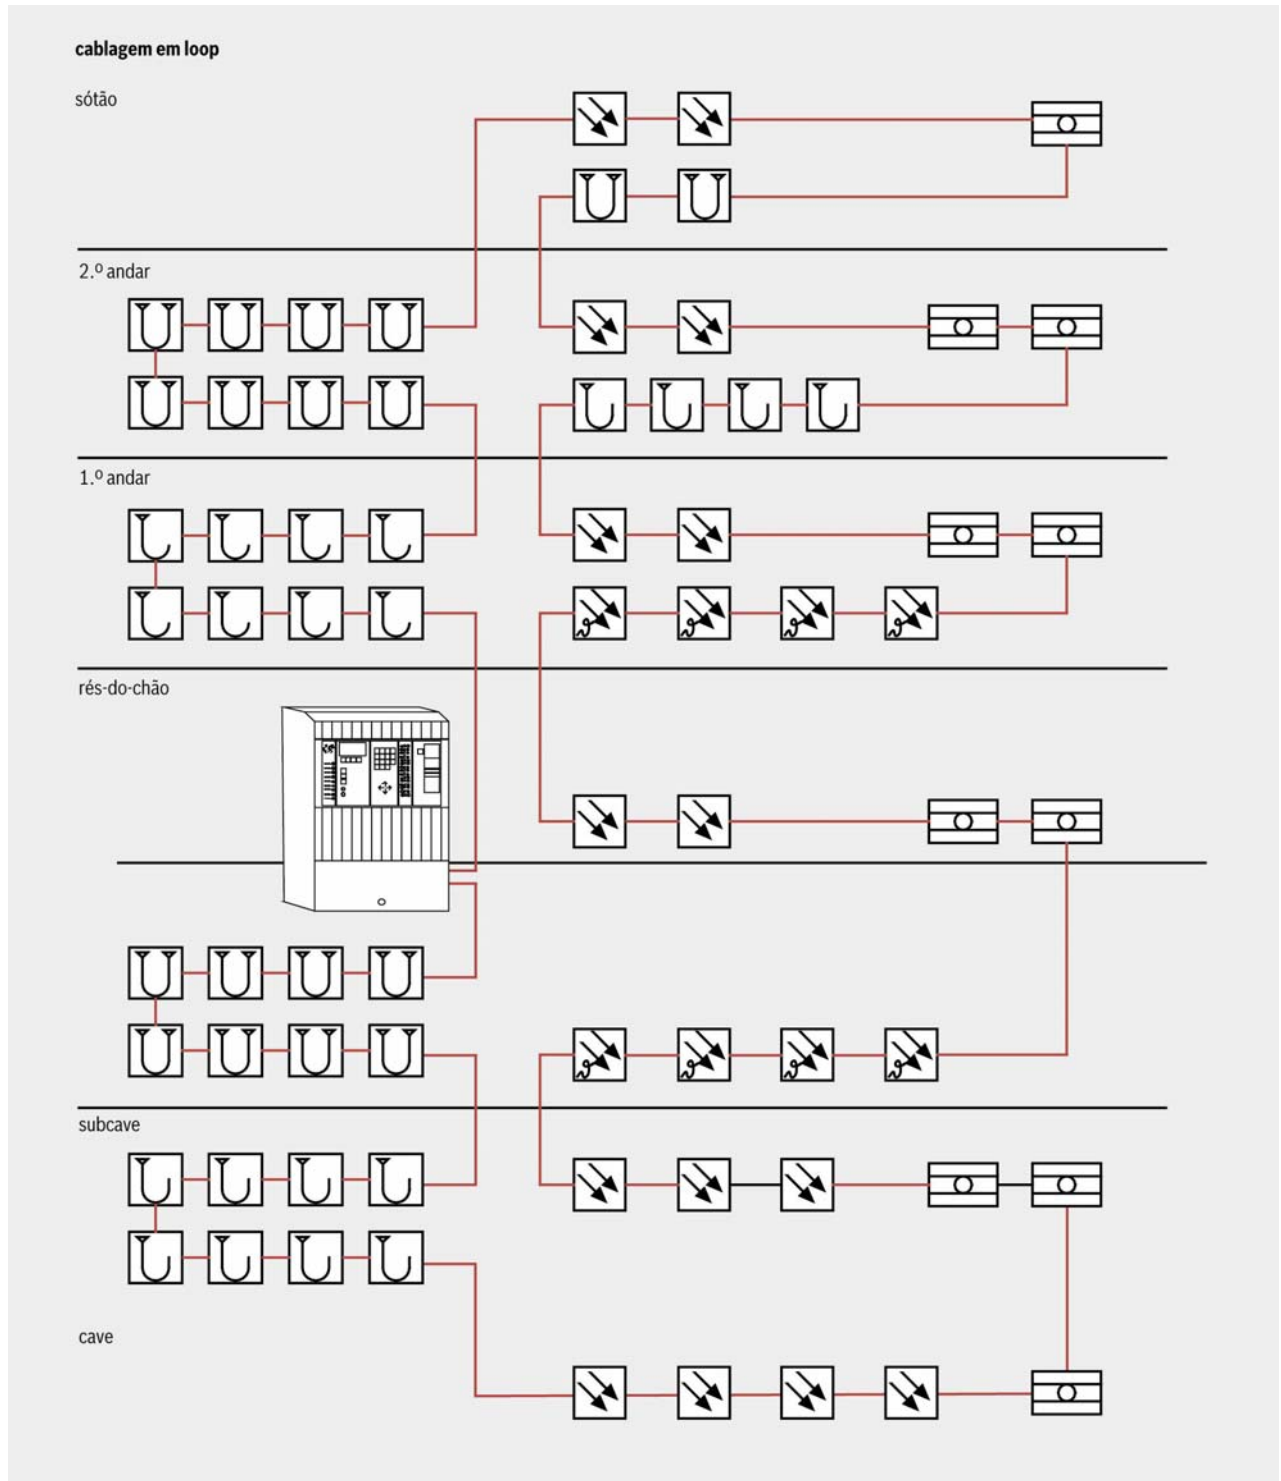 cablagem em loop
sótão
2.º andar
1.º andar
rés-do-chão
subcave
cave